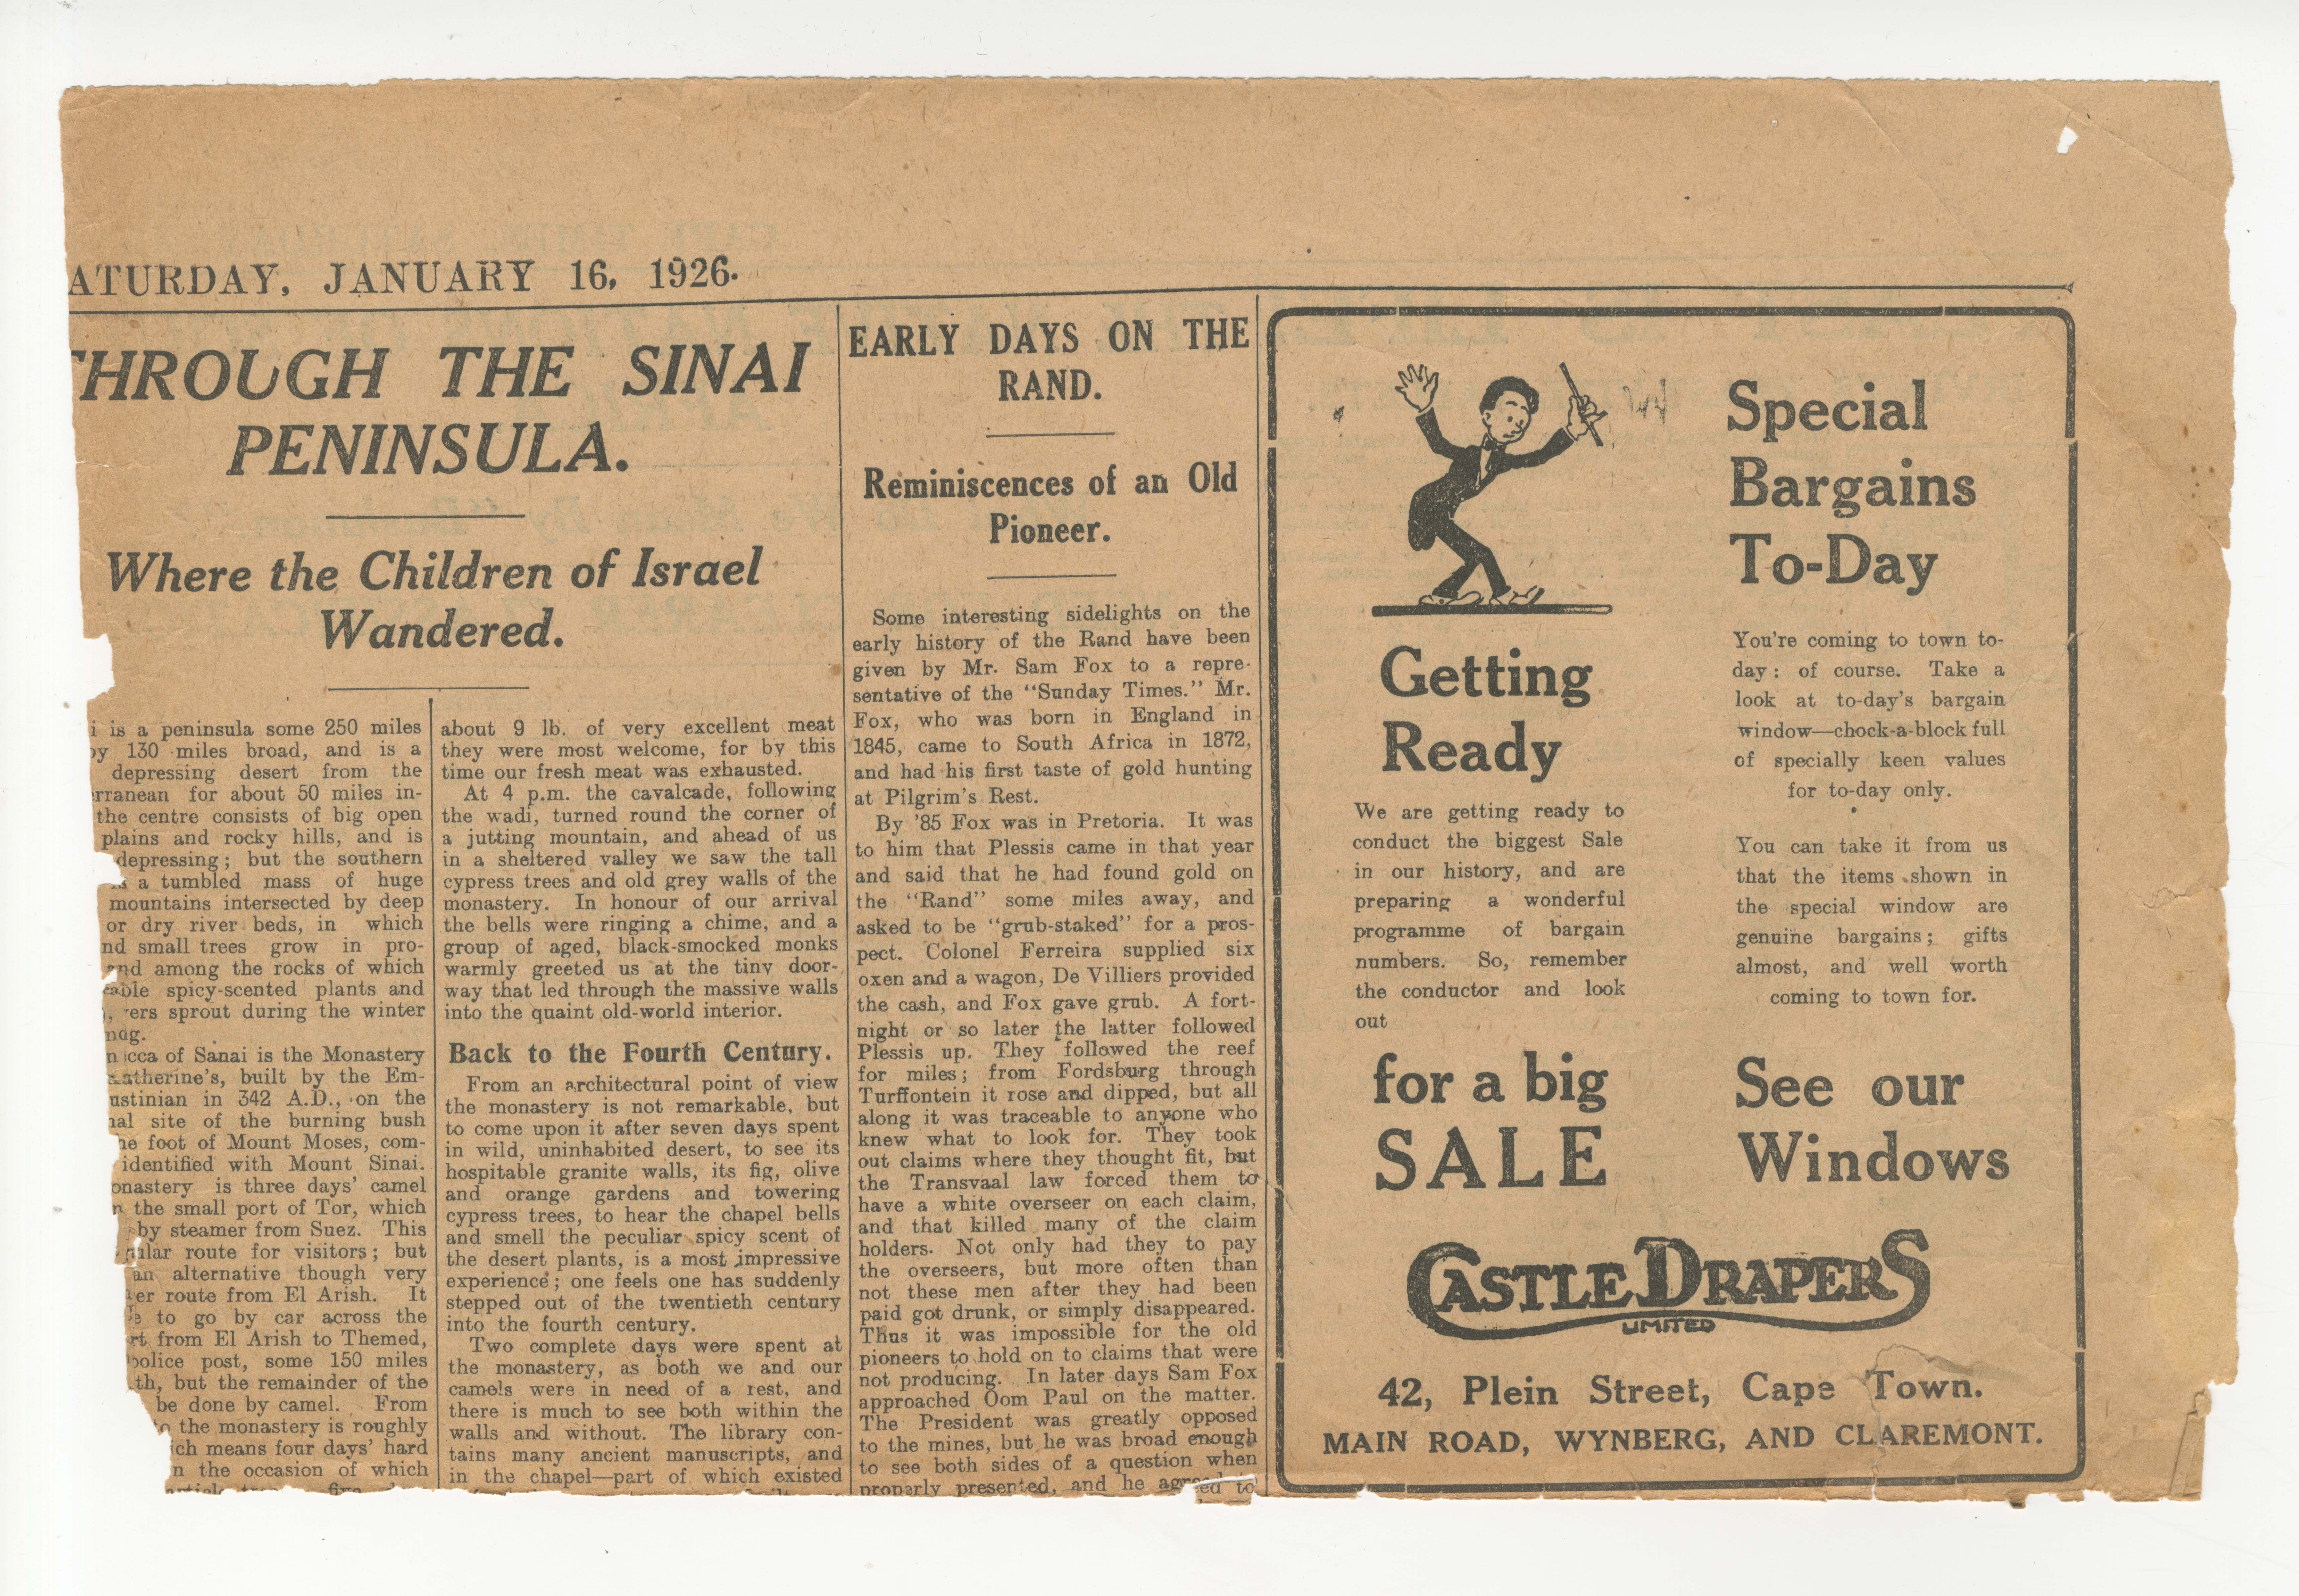 ATURDAY, JANUARY 16, 1926.
THROUGH THE SINAI
PENINSULA.
Where the Children of Israel
Wandered.
is a peninsula some 250 miles
by 130 miles broad, and is a
depressing desert from the
rranean for about 50 miles in-
the centre consists of big open
plains and rocky hills, and is
depressing; but the southern
a tumbled mass of huge
mountains intersected by deep
or dry river beds, in which
nd small trees grow in pro-
and among the rocks of which
able spicy-scented plants and
ers sprout during the winter
cca of Sanai is the Monastery
atherine's, built by the Em-
ustinian in 342 A.D., on the
nal site of the burning bush
he foot of Mount Moses, com-
identified with Mount Sinai.
onastery is three days' camel
the small port of Tor, which
by steamer from Suez. This
ular route for visitors; but
an alternative though very
er route from El Arish. It
to go by car across the
rt from El Arish to Themed,
police post, some 150 miles
th, but the remainder of the
be done by camel. From
o the monastery is roughly
ich means four days' hard
n the occasion of which
about 9 lb. of very excellent meat
they were most welcome, for by this
time our fresh meat was exhausted.
At 4 p.m. the cavalcade, following
the wadi, turned round the corner of
a jutting mountain, and ahead of us
in a sheltered valley we saw the tall
cypress trees and old grey walls of the
monastery. In honour of our arrival
the bells were ringing a chime, and a
group of aged, black-smocked monks
warmly greeted us at the tiny door-
way that led through the massive walls
into the quaint old-world interior.
Back to the Fourth Century.
From an architectural point of view
the monastery is not remarkable, but
to come upon it after seven days spent
in wild, uninhabited desert, to see its
hospitable granite walls, its fig, olive
and orange gardens and towering
cypress trees, to hear the chapel bells
and smell the peculiar spicy scent of
the desert plants, is a most impressive
experience; one feels one has suddenly
stepped out of the twentieth century
into the fourth century.
Two complete days were spent at
the monastery, as both we and our
camels were in need of a rest, and
there is much to see both within the
walls and without. The library con-
tains many ancient manuscripts, and
in the chapel—part of which existed
EARLY DAYS ON THE
RAND.
Reminiscences of an Old
Pioneer.
Some interesting sidelights on the
early history of the Rand have been
given by Mr. Sam Fox to a repre-
sentative of the "Sunday Times." Mr.
Fox, who was born in England in
1845, came to South Africa in 1872,
and had his first taste of gold hunting
at Pilgrim's Rest.
By '85 Fox was in Pretoria. It was
to him that Plessis came in that year
and said that he had found gold on
the "Rand" some miles away, and
asked to be "grub-staked" for a pros-
pect. Colonel Ferreira supplied six
oxen and a wagon, De Villiers provided
the cash, and Fox gave grub. A fort-
night or so later the latter followed
Plessis up. They followed the reef
for miles; from Fordsburg through
Turffontein it rose and dipped, but all
along it was traceable to anyone who
knew what to look for. They took
out claims where they thought fit, but
the Transvaal law forced them to
have a white overseer on each claim,
and that killed many of the claim
holders. Not only had they to pay
the overseers, but more often than
not these men after they had been
paid got drunk, or simply disappeared.
Thus it was impossible for the old
pioneers to hold on to claims that were
not producing. In later days Sam Fox
approached Oom Paul on the matter.
The President was greatly opposed
to the mines, but he was broad enough
to see both sides of a question when
properly presented, and he agreed to
Getting
Ready
We are getting ready to
conduct the biggest Sale
in our history, and are
preparing a wonderful
programme of bargain
numbers. So, remember
the conductor and look
out
for a big
SALE
Special
Bargains
To-Day
You're coming to town to-
day: of course. Take a
look at to-day's bargain
window—chock-a-block full
of specially keen values
for to-day only.
You can take it from us
that the items shown in
the special window are
genuine bargains; gifts
almost, and well worth
coming to town for.
See our
Windows
CASTLE DRAPERS
LIMITED
42, Plein Street, Cape Town.
MAIN ROAD, WYNBERG, AND CLAREMONT.